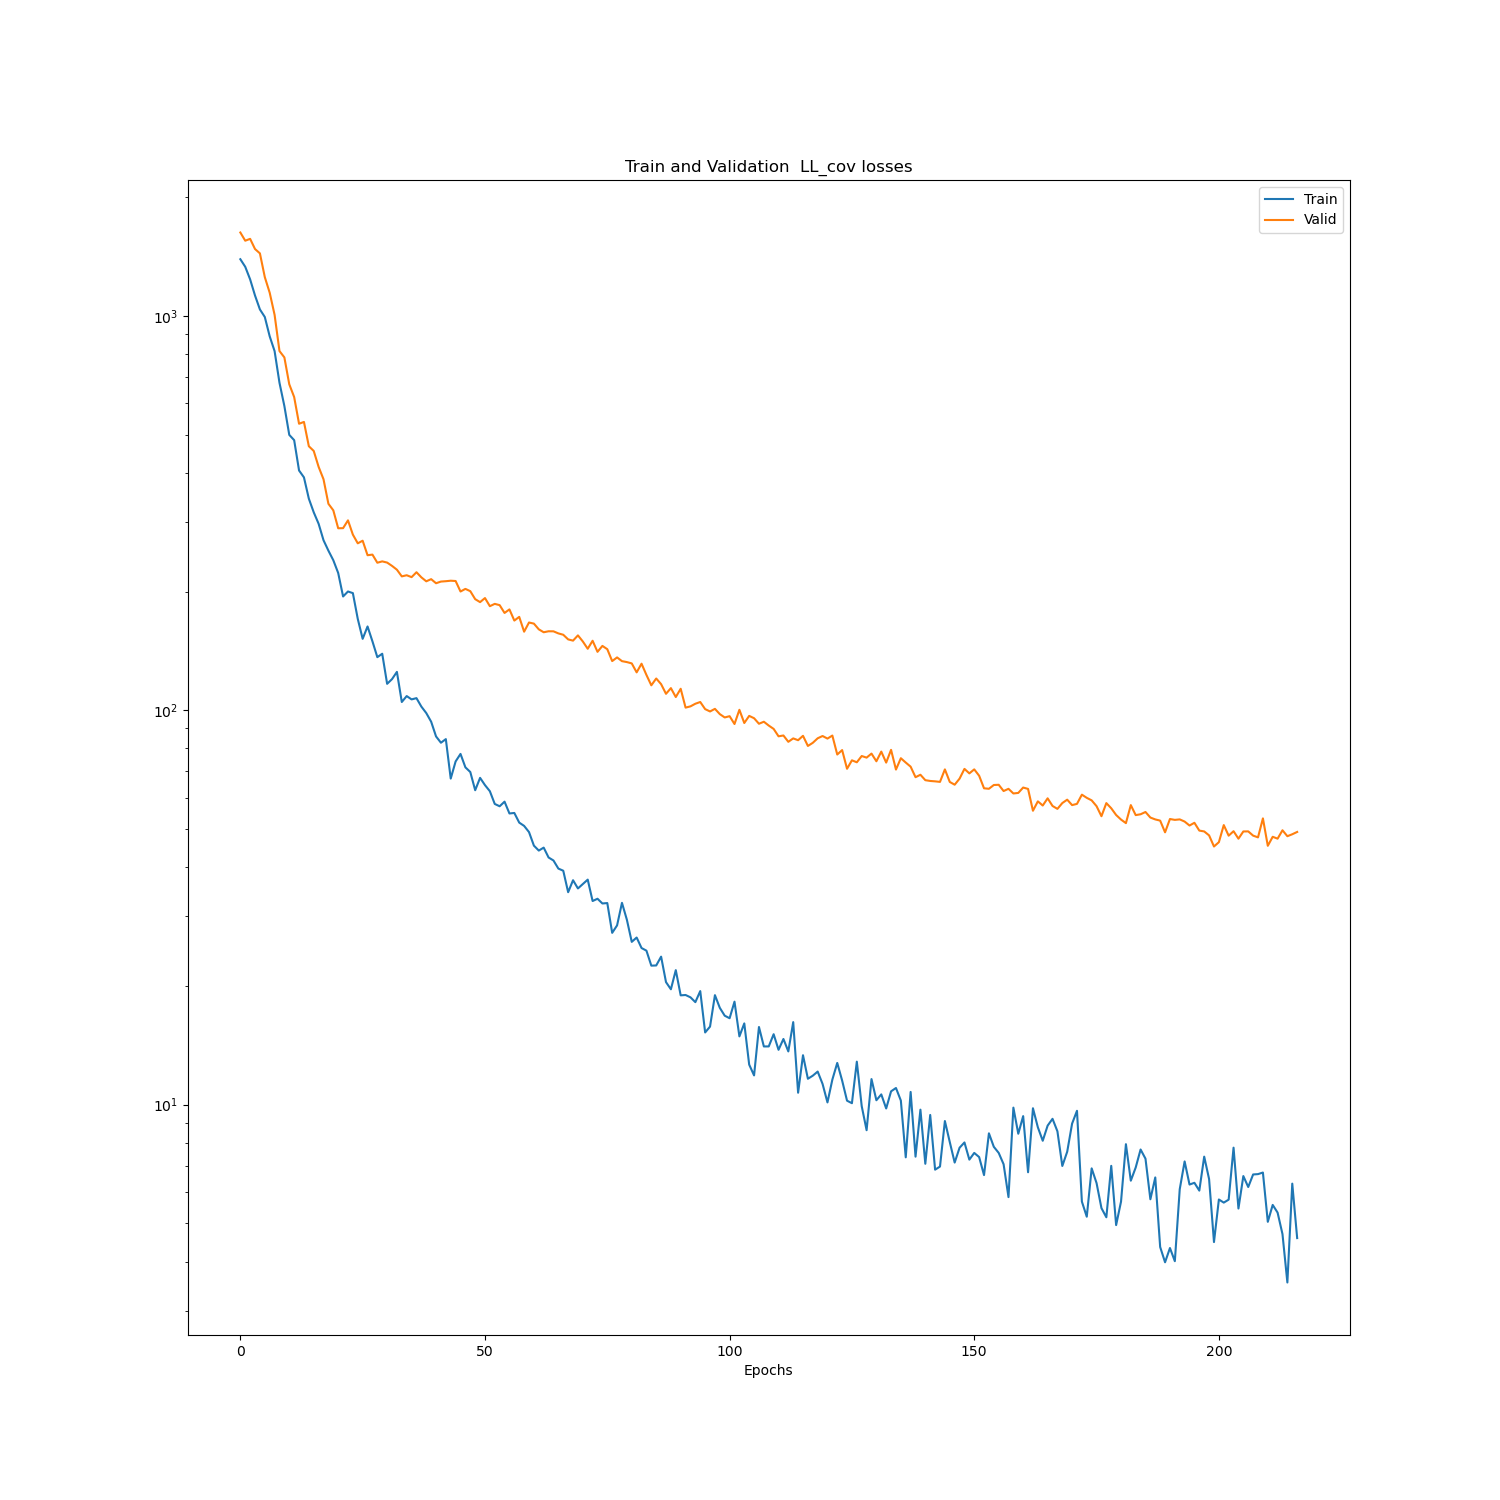 Train and Validation  LL_cov losses
Train
Valid
10³
10²
10¹
0 50 100 150 200
Epochs